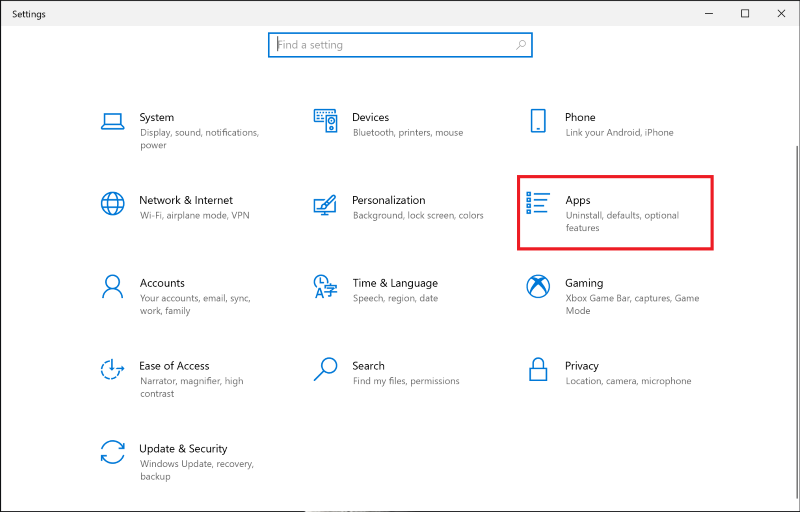 Settings
Find a setting
System
Display, sound, notifications,
power
Devices
Bluetooth, printers, mouse
Phone
Link your Android, iPhone
Network & Internet
Wi-Fi, airplane mode, VPN
Personalization
Background, lock screen, colors
Apps
Uninstall, defaults, optional
features
Accounts
Your accounts, email, sync,
work, family
Time & Language
Speech, region, date
Gaming
Xbox Game Bar, captures, Game
Mode
Ease of Access
Narrator, magnifier, high
contrast
Search
Find my files, permissions
Privacy
Location, camera, microphone
Update & Security
Windows Update, recovery,
backup